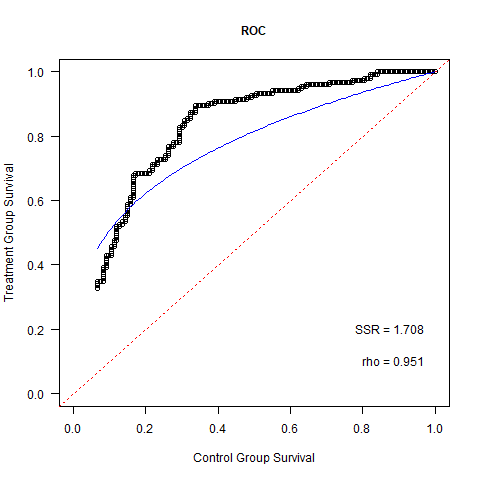 ROC
Treatment Group Survival
1.0
0.8
0.6
0.4
0.2
0.0
SSR = 1.708
rho = 0.951
0.0 0.2 0.4 0.6 0.8 1.0
Control Group Survival